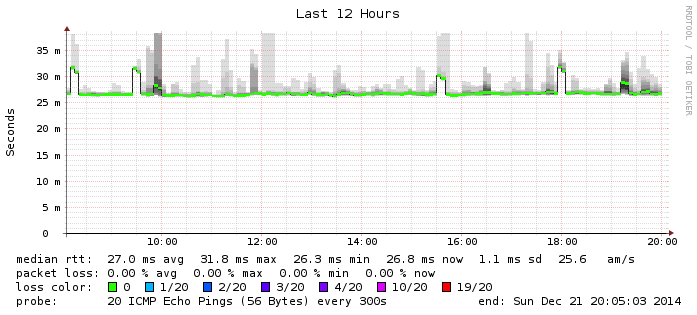 Last 12 Hours
RRDTOOL / TOBI OETIKER
Seconds
35 m
30 m
25 m
20 m
15 m
10 m
5 m
0
10:00 12:00 14:00 16:00 18:00 20:00
median rtt: 27.0 ms avg 31.8 ms max 26.3 ms min 26.8 ms now 1.1 ms sd 25.6 am/s
packet loss: 0.00 % avg 0.00 % max 0.00 % min 0.00 % now
loss color: 0 1/20 2/20 3/20 4/20 10/20 19/20
probe: 20 ICMP Echo Pings (56 Bytes) every 300s end: Sun Dec 21 20:05:03 2014